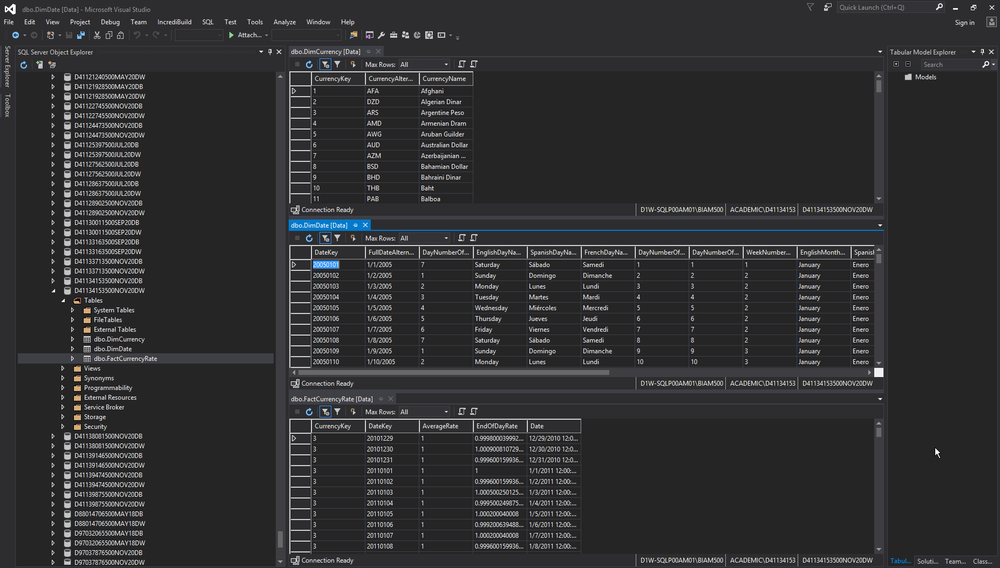 dbo.DimDate [Data] - Microsoft Visual Studio
Quick Launch (Ctrl+Q)
File Edit View Project Debug Team IncrediBuild SQL Test Tools Analyze Window Help
Sign in
Attach...
Server Explorer
Toolbox
SQL Server Object Explorer
D41121240500MAY20DW
D41121928500MAY20DB
D41121928500MAY20DW
D41122745500NOV20DB
D41122745500NOV20DW
D41124473500NOV20DB
D41124473500NOV20DW
D41125397500JUL20DB
D41125397500JUL20DW
D41127562500JUL20DB
D41127562500JUL20DW
D41128637500JUL20DB
D41128637500JUL20DW
D41128902500NOV20DB
D41128902500NOV20DW
D41130011500SEP20DB
D41130011500SEP20DW
D41133163500SEP20DB
D41133163500SEP20DW
D41133713500NOV20DB
D41133713500NOV20DW
D41134153500NOV20DB
D41134153500NOV20DW
Tables
System Tables
FileTables
External Tables
dbo.DimCurrency
dbo.DimDate
dbo.FactCurrencyRate
Views
Synonyms
Programmability
External Resources
Service Broker
Storage
Security
D41138081500NOV20DB
D41138081500NOV20DW
D41139146500NOV20DB
D41139146500NOV20DW
D41139474500NOV20DB
D41139474500NOV20DW
D41139875500NOV20DB
D41139875500NOV20DW
D88014706500MAY18DB
D88014706500MAY18DW
D97032065500MAY18DB
D97032065500MAY18DW
D97037876500NOV20DB
D97037876500NOV20DW
dbo.DimCurrency [Data]
Max Rows: All
CurrencyKey CurrencyAlter... CurrencyName
1 AFA Afghani
2 DZD Algerian Dinar
3 ARS Argentine Peso
4 AMD Armenian Dram
5 AWG Aruban Guilder
6 AUD Australian Dollar
7 AZM Azerbaijanian ...
8 BSD Bahamian Dollar
9 BHD Bahraini Dinar
10 THB Baht
11 PAB Balboa
Connection Ready D1W-SQLP00AM01\BIAM500 ACADEMIC\D41134153 D41134153500NOV20DW
dbo.DimDate [Data]
Max Rows: All
DateKey FullDateAltern... DayNumberOf... EnglishDayNa... SpanishDayNa... FrenchDayNa... DayNumberOf... DayNumberOf... WeekNumber... EnglishMonth... Spanish
20050101 1/1/2005 7 Saturday Sábado Samedi 1 1 1 January Enero
20050102 1/2/2005 1 Sunday Domingo Dimanche 2 2 2 January Enero
20050103 1/3/2005 2 Monday Lunes Lundi 3 3 2 January Enero
20050104 1/4/2005 3 Tuesday Martes Mardi 4 4 2 January Enero
20050105 1/5/2005 4 Wednesday Miércoles Mercredi 5 5 2 January Enero
20050106 1/6/2005 5 Thursday Jueves Jeudi 6 6 2 January Enero
20050107 1/7/2005 6 Friday Viernes Vendredi 7 7 2 January Enero
20050108 1/8/2005 7 Saturday Sábado Samedi 8 8 2 January Enero
20050109 1/9/2005 1 Sunday Domingo Dimanche 9 9 3 January Enero
20050110 1/10/2005 2 Monday Lunes Lundi 10 10 3 January Enero
Connection Ready D1W-SQLP00AM01\BIAM500 ACADEMIC\D41134153 D41134153500NOV20DW
dbo.FactCurrencyRate [Data]
Max Rows: All
CurrencyKey DateKey AverageRate EndOfDayRate Date
3 20101229 1 0.999800039992... 12/29/2010 12:0...
3 20101230 1 1.000900810729... 12/30/2010 12:0...
3 20101231 1 0.999600159936... 12/31/2010 12:0...
3 20110101 1 1 1/1/2011 12:00:...
3 20110102 1 0.999600159936... 1/2/2011 12:00:...
3 20110103 1 1.000500250125... 1/3/2011 12:00:...
3 20110104 1 0.999500249875... 1/4/2011 12:00:...
3 20110105 1 1.000200040008 1/5/2011 12:00:...
3 20110106 1 0.999200639488... 1/6/2011 12:00:...
3 20110107 1 1.000200040008 1/7/2011 12:00:...
3 20110108 1 0.999600159936... 1/8/2011 12:00:...
Connection Ready D1W-SQLP00AM01\BIAM500 ACADEMIC\D41134153 D41134153500NOV20DW
Tabular Model Explorer
Search
Models
Tabul... Soluti... Team... Class...